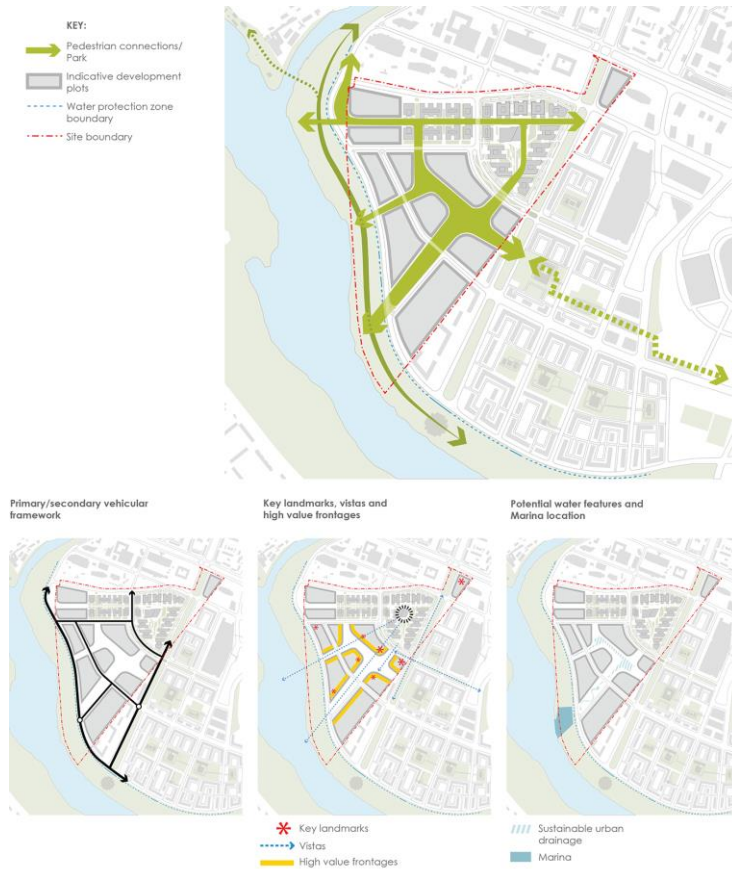 KEY:
Pedestrian connections/
Park
Indicative development
plots
Water protection zone
boundary
Site boundary
Primary/secondary vehicular
framework
Key landmarks, vistas and
high value frontages
Potential water features and
Marina location
Key landmarks
Vistas
High value frontages
Sustainable urban
drainage
Marina